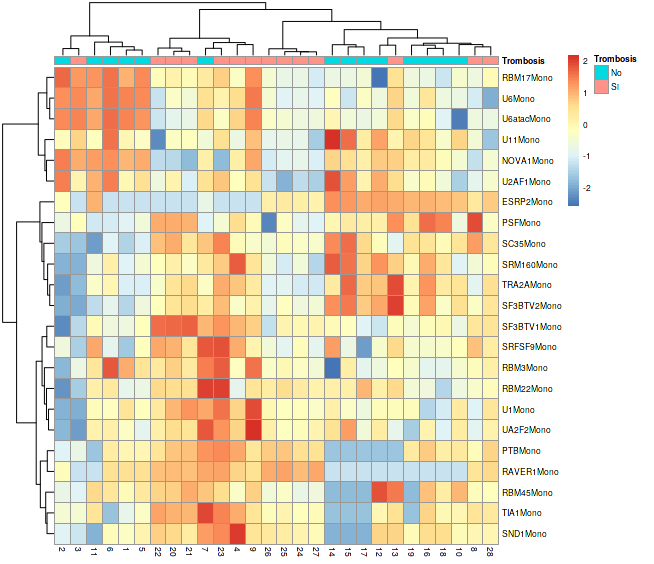 Trombosis
RBM17Mono
U6Mono
U6atacMono
U11Mono
NOVA1Mono
U2AF1Mono
ESRP2Mono
PSFMono
SC35Mono
SRM160Mono
TRA2AMono
SF3BTV2Mono
SF3BTV1Mono
SRFSF9Mono
RBM3Mono
RBM22Mono
U1Mono
UA2F2Mono
PTBMono
RAVER1Mono
RBM45Mono
TIA1Mono
SND1Mono
2 3 11 6 1 5 22 20 21 7 23 4 9 26 25 24 27 14 15 17 12 13 19 16 18 10 8 28
2
1
0
-1
-2
Trombosis
No
SI